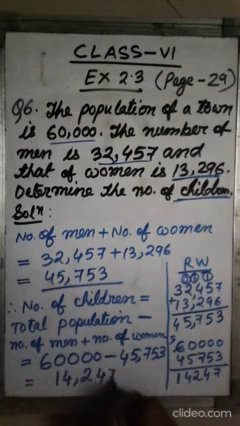 CLASS-VI
EX 2.3 (Page-29)
Q6. The population of a town
is 60,000. The number of
men is 32,457 and
that of women is 13,296.
Determine the no. of children.
Solⁿ:
No. of men + No. of women
= 32,457 + 13,296
= 45,753
∴ No. of children =
Total population -
no. of men + no. of women
= 60000 - 45,753
= 14,247
RW
32457
+ 13,296
45,753
60000
45753
14247
clideo.com